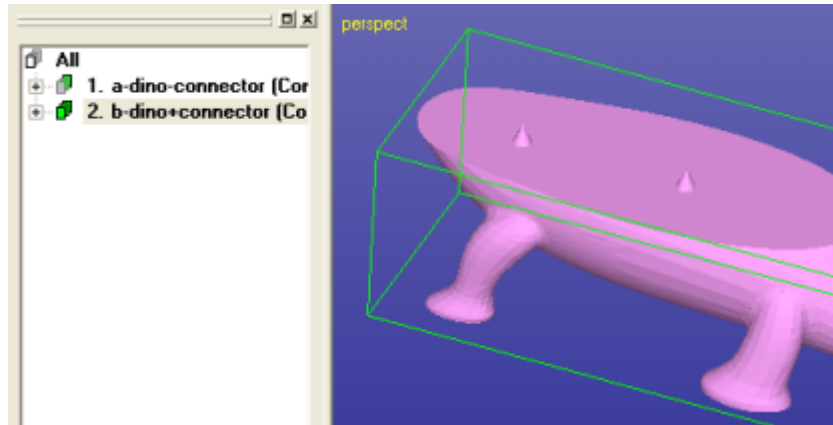 All
1. a-dino-connector (Cor
2. b-dino+connector (Co
perspect